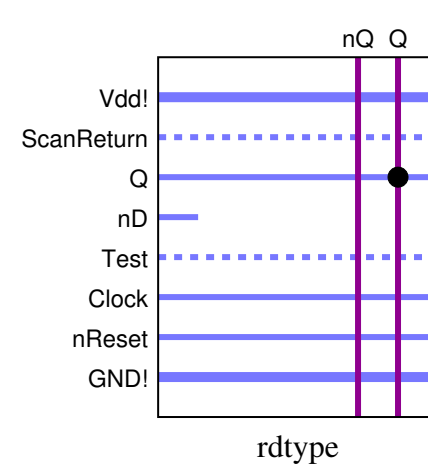 nQ Q
Vdd!
ScanReturn
Q
nD
Test
Clock
nReset
GND!
rdtype